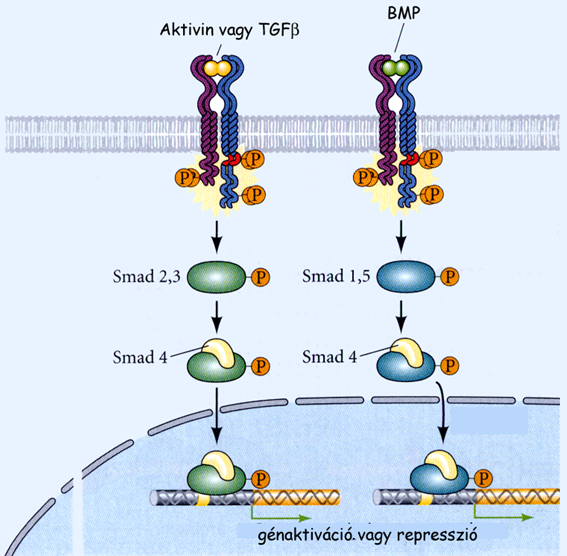 BMP
Aktivin vagy TGFβ
P P
P P
P P
Smad 2,3 P
Smad 1,5 P
Smad 4 P
Smad 4 P
P P
génaktiváció vagy represszió